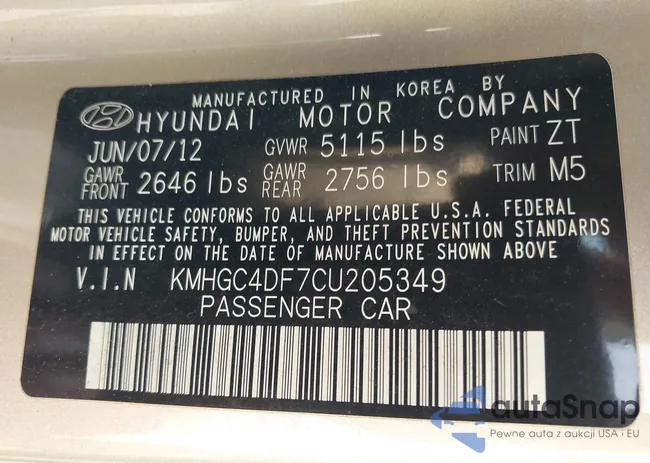 MANUFACTURED IN KOREA BY
HYUNDAI MOTOR COMPANY
JUN/07/12 GVWR 5115 lbs PAINT ZT
GAWR FRONT 2646 lbs GAWR REAR 2756 lbs TRIM M5
THIS VEHICLE CONFORMS TO ALL APPLICABLE U.S.A. FEDERAL
MOTOR VEHICLE SAFETY, BUMPER, AND THEFT PREVENTION STANDARDS
IN EFFECT ON THE DATE OF MANUFACTURE SHOWN ABOVE
V.I.N KMHGC4DF7CU205349
PASSENGER CAR
autaSnap
Pewne auta z aukcji USA i EU